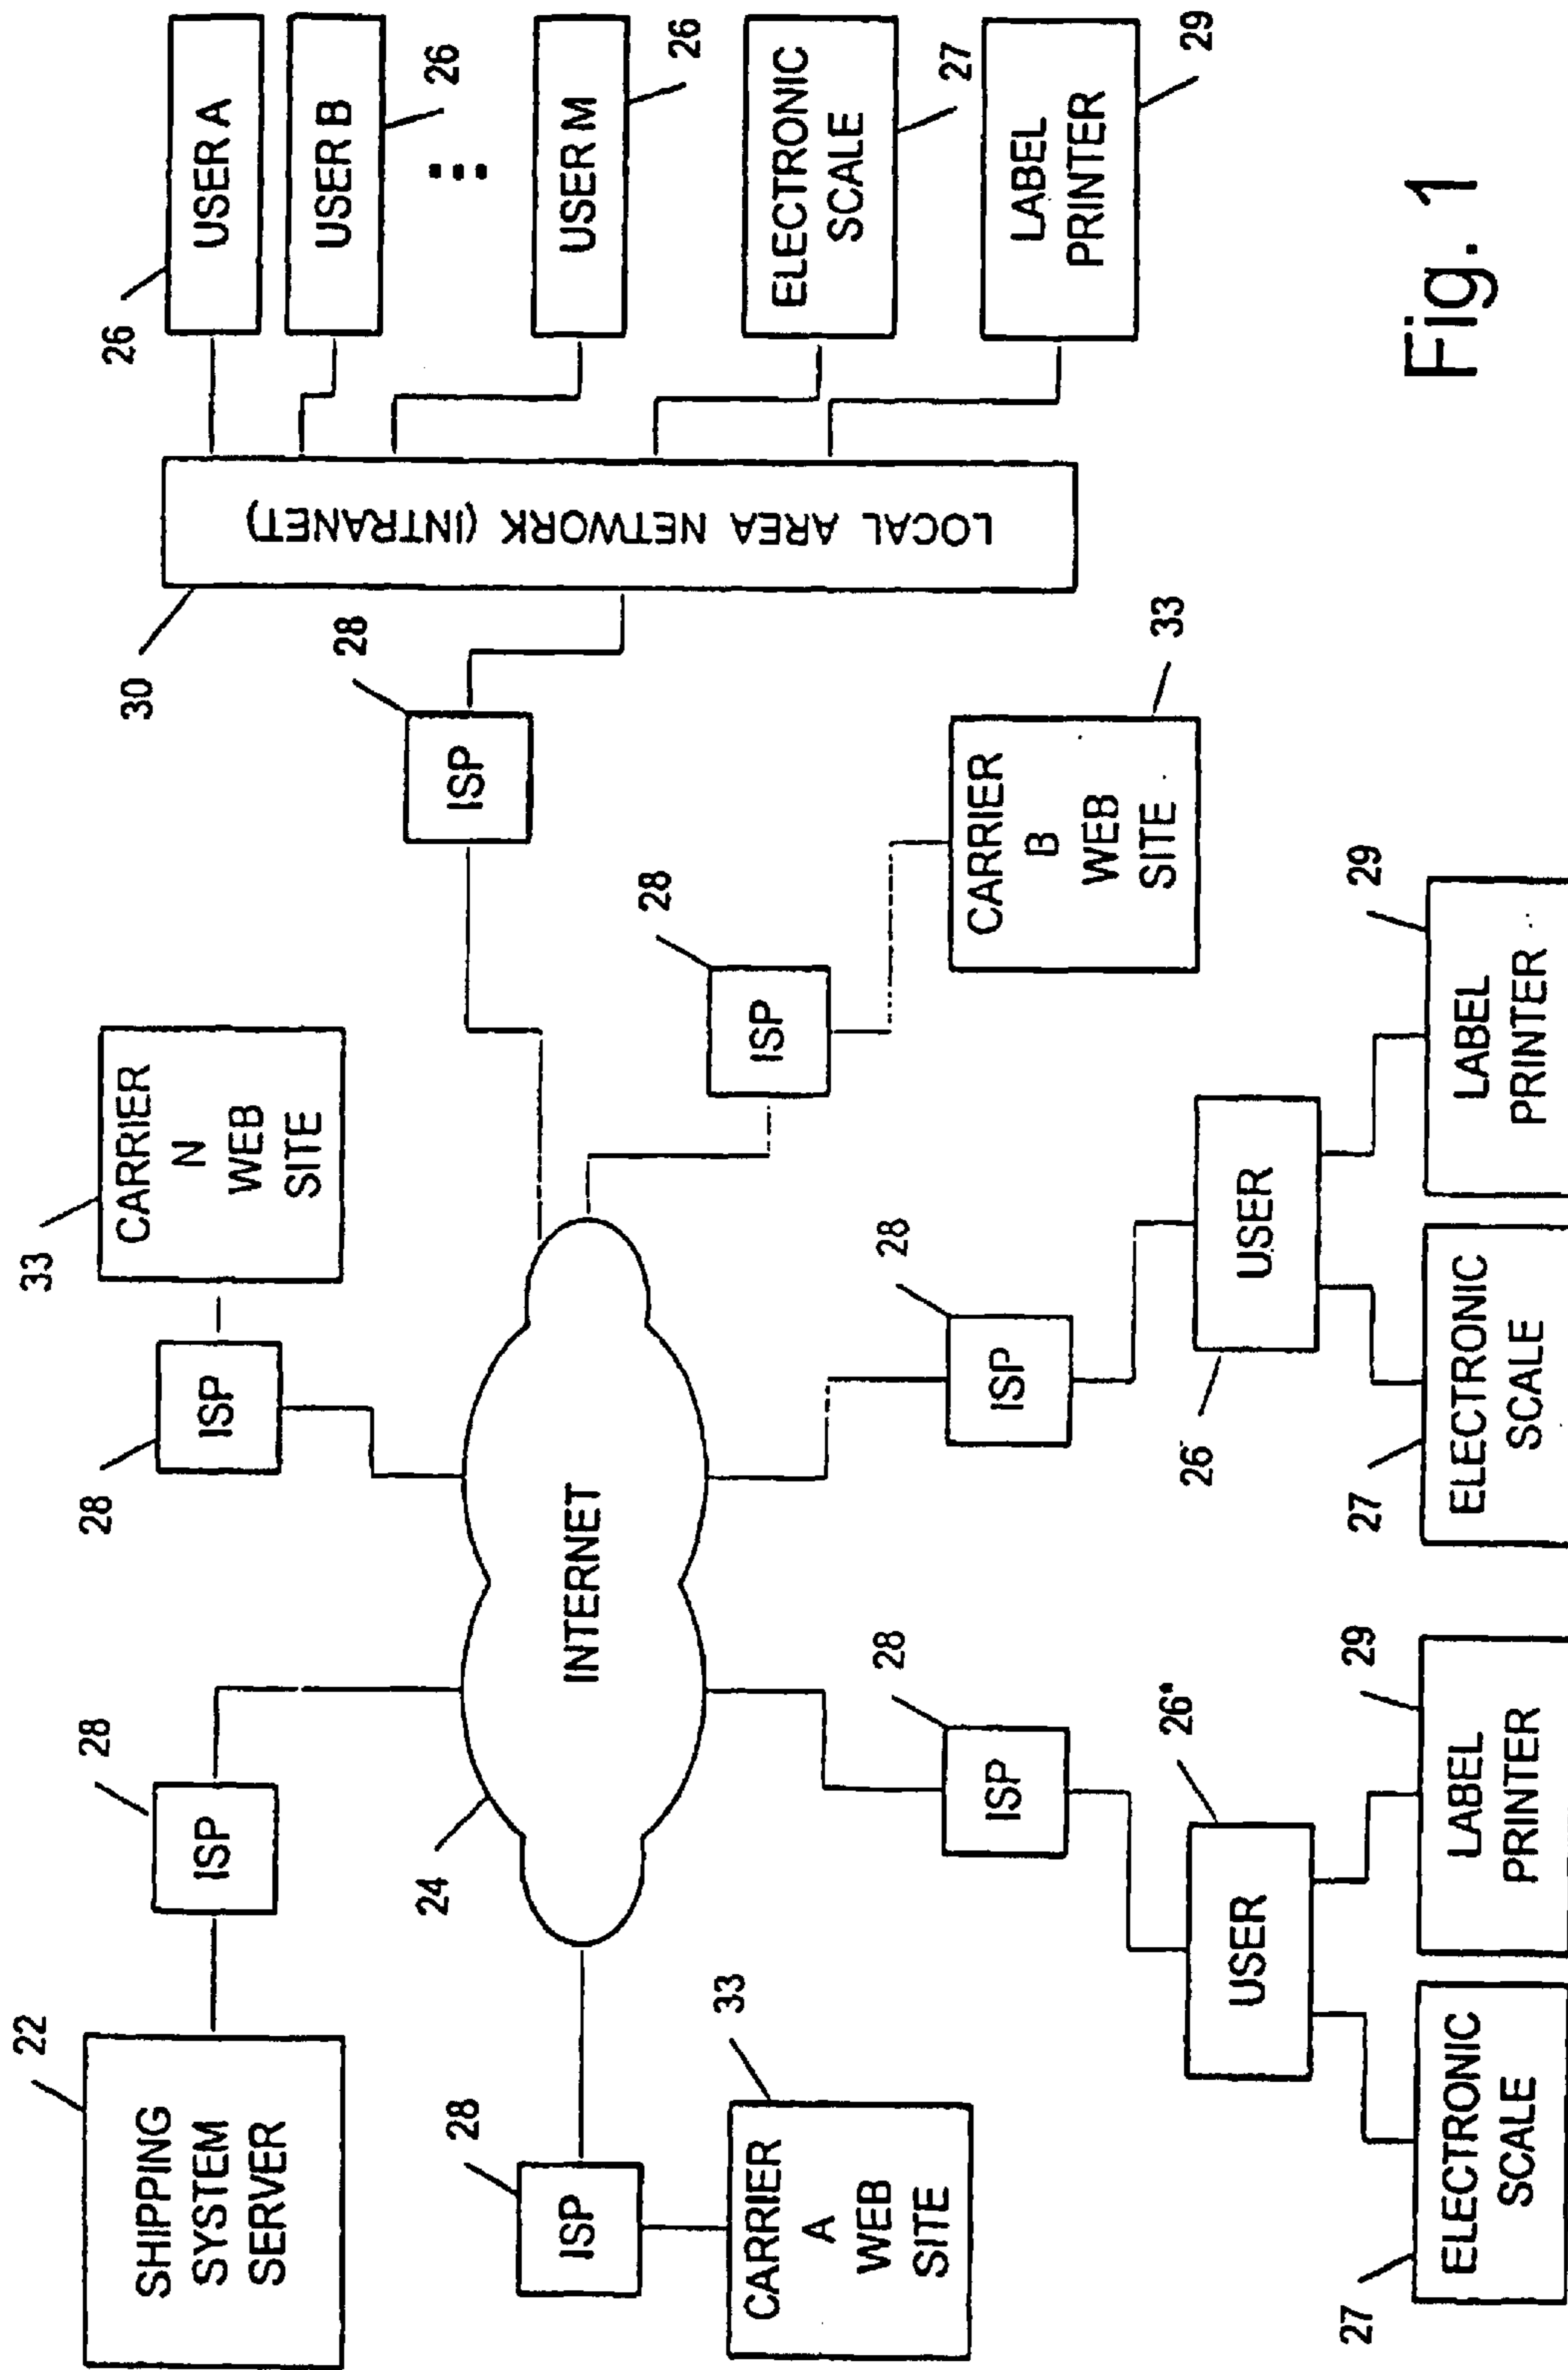 22
SHIPPING
SYSTEM
SERVER
28
ISP
28
ISP
33
CARRIER
N
WEB
SITE
26
USER A
USER B
26
USER M
26
ELECTRONIC
SCALE
27
LABEL
PRINTER
29
30
LOCAL AREA NETWORK (INTRANET)
28
ISP
24
INTERNET
28
ISP
33
CARRIER
A
WEB
SITE
28
ISP
33
CARRIER
B
WEB
SITE
28
ISP
26*
USER
27
ELECTRONIC
SCALE
29
LABEL
PRINTER
28
ISP
26
USER
27
ELECTRONIC
SCALE
29
LABEL
PRINTER
Fig. 1